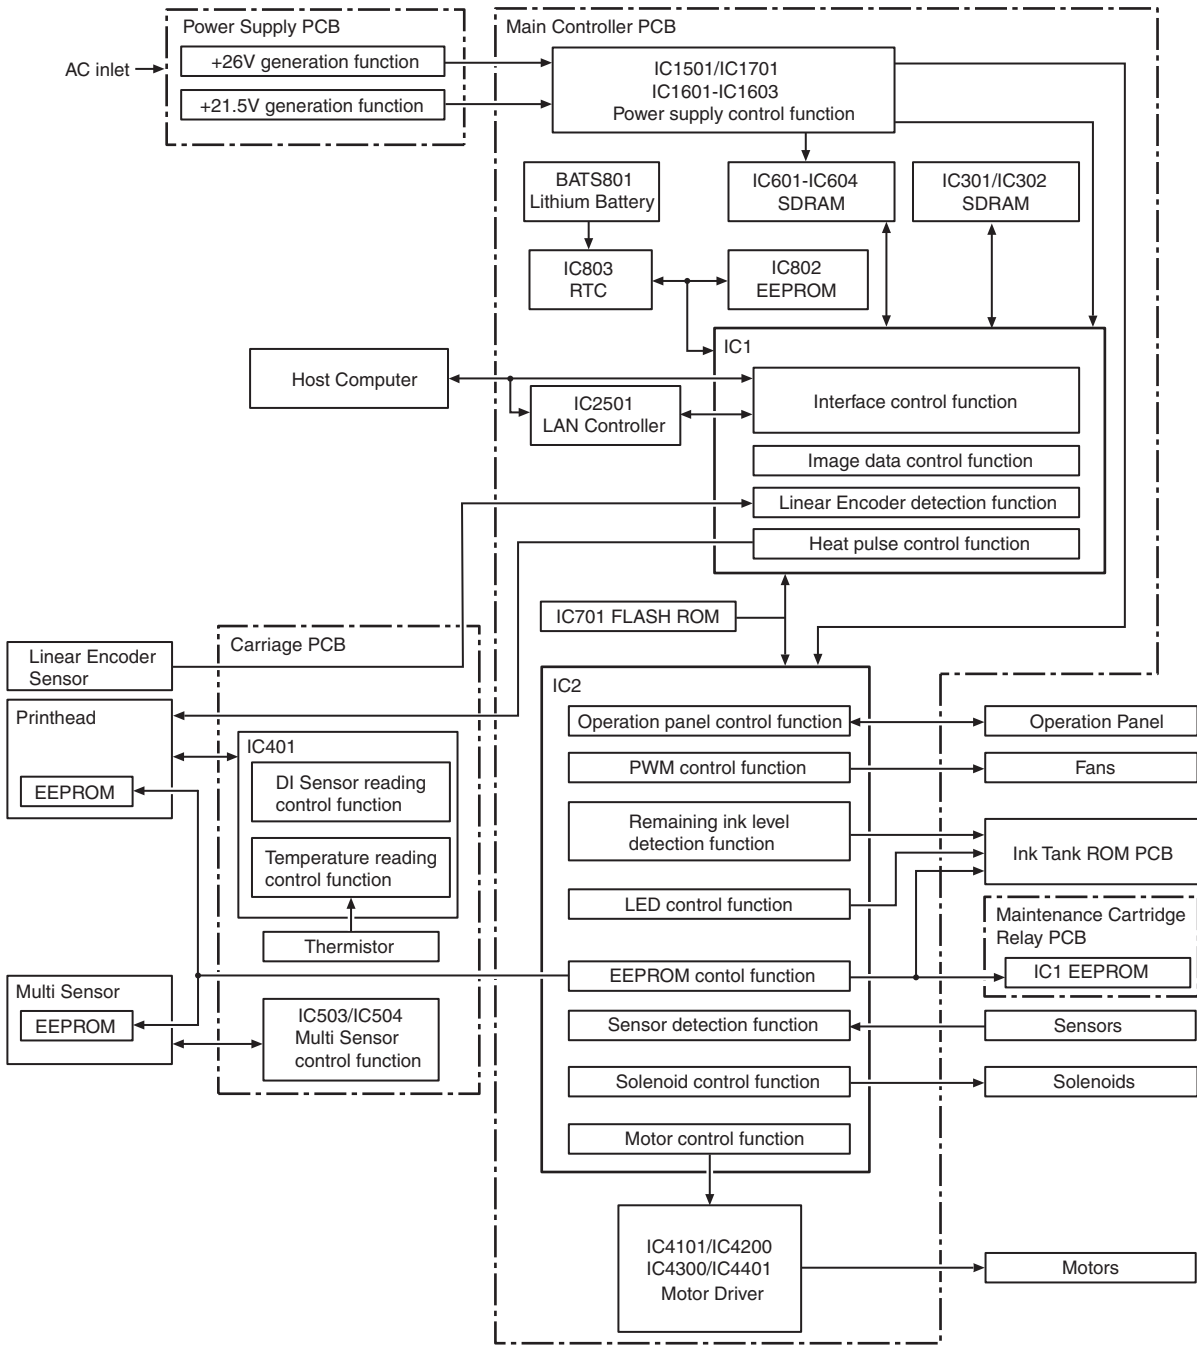 Power Supply PCB
+26V generation function
+21.5V generation function
AC inlet
Main Controller PCB
IC1501/IC1701
IC1601-IC1603
Power supply control function
BATS801
Lithium Battery
IC601-IC604
SDRAM
IC301/IC302
SDRAM
IC803
RTC
IC802
EEPROM
IC1
Host Computer
IC2501
LAN Controller
Interface control function
Image data control function
Linear Encoder detection function
Heat pulse control function
IC701 FLASH ROM
Carriage PCB
Linear Encoder
Sensor
Printhead
EEPROM
IC401
DI Sensor reading
control function
Temperature reading
control function
Thermistor
Multi Sensor
EEPROM
IC503/IC504
Multi Sensor
control function
IC2
Operation panel control function
PWM control function
Remaining ink level
detection function
LED control function
EEPROM contol function
Sensor detection function
Solenoid control function
Motor control function
Operation Panel
Fans
Ink Tank ROM PCB
Maintenance Cartridge
Relay PCB
IC1 EEPROM
Sensors
Solenoids
IC4101/IC4200
IC4300/IC4401
Motor Driver
Motors